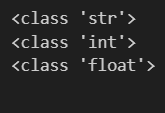 <class 'str'>
<class 'int'>
<class 'float'>